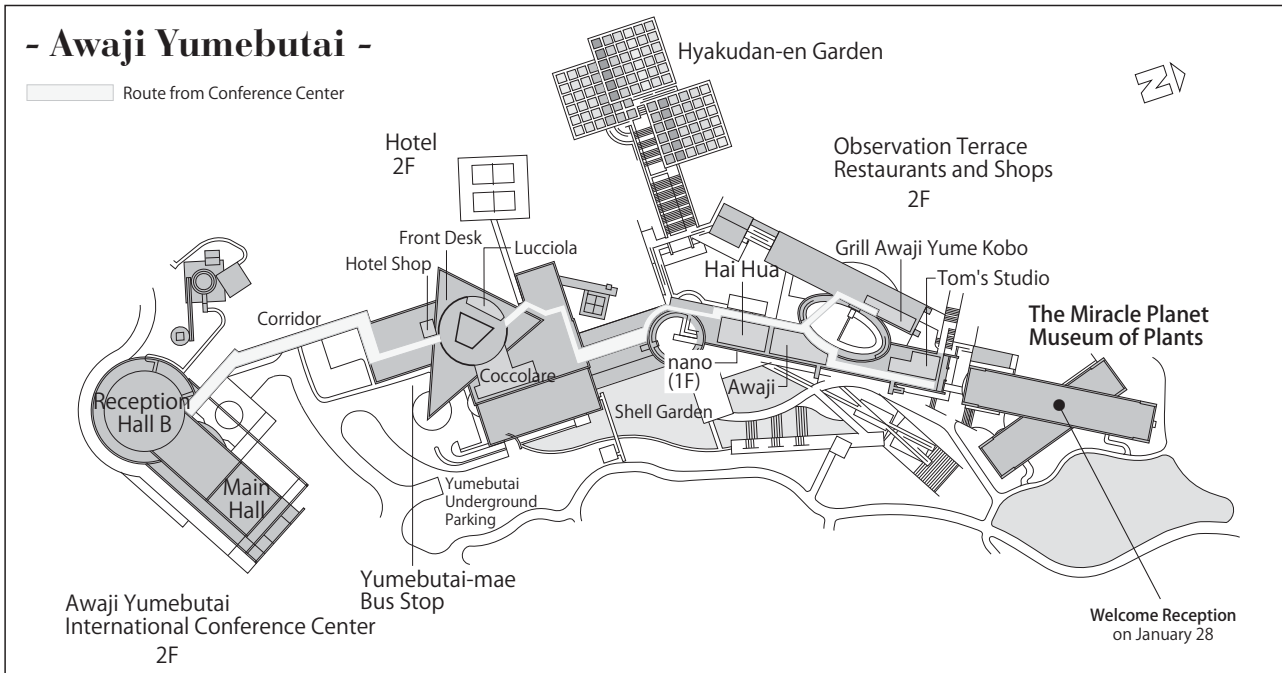 - Awaji Yumebutai -
Route from Conference Center
Hyakudan-en Garden
N
Hotel
2F
Observation Terrace
Restaurants and Shops
2F
Front Desk
Lucciola
Hotel Shop
Hai Hua
Grill Awaji Yume Kobo
Tom's Studio
Corridor
The Miracle Planet
Museum of Plants
nano
(1F)
Awaji
Coccolare
Shell Garden
Reception
Hall B
Main
Hall
Yumebutai
Underground
Parking
Yumebutai-mae
Bus Stop
Awaji Yumebutai
International Conference Center
2F
Welcome Reception
on January 28